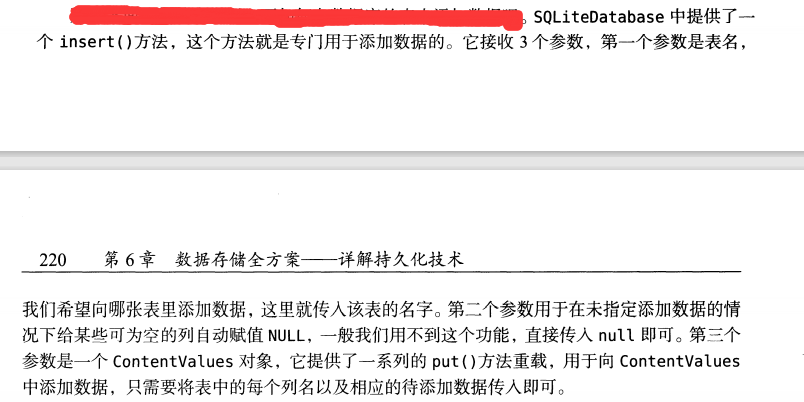 。SQLiteDatabase 中提供了一
个 insert()方法，这个方法就是专门用于添加数据的。它接收 3 个参数，第一个参数是表名，
220 第 6 章 数据存储全方案——详解持久化技术
我们希望向哪张表里添加数据，这里就传入该表的名字。第二个参数用于在未指定添加数据的情
况下给某些可为空的列自动赋值 NULL，一般我们用不到这个功能，直接传入 null 即可。第三个
参数是一个 ContentValues 对象，它提供了一系列的 put()方法重载，用于向 ContentValues
中添加数据，只需要将表中的每个列名以及相应的待添加数据传入即可。